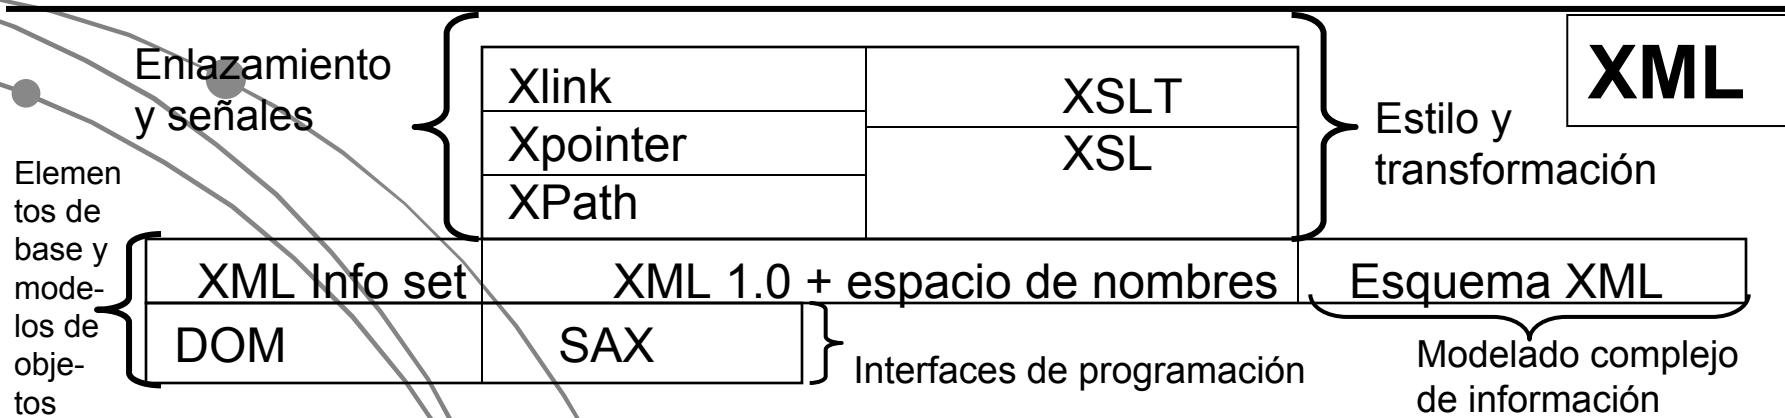 XML
Enlazamiento
y señales
Xlink
Xpointer
XPath
XSLT
XSL
Estilo y
transformación
Elemen
tos de
base y
mode-
los de
obje-
tos
XML Info set
XML 1.0 + espacio de nombres
Esquema XML
DOM
SAX
Interfaces de programación
Modelado complejo
de información